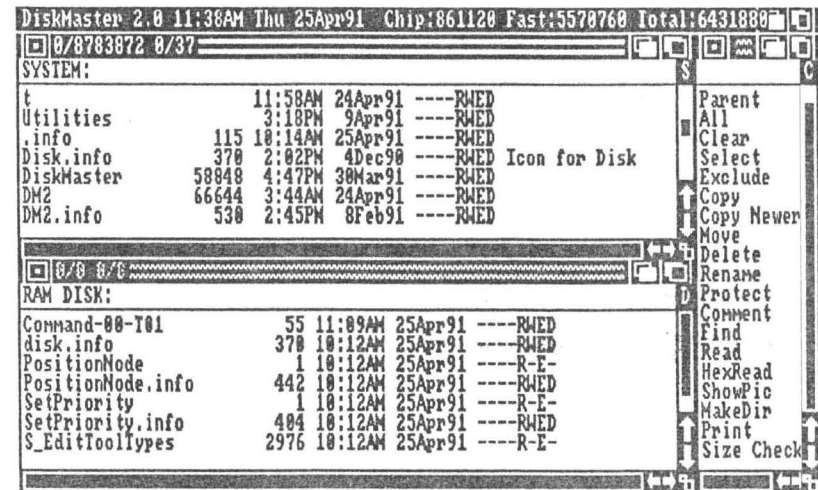 DiskMaster 2.0 11:38AM Thu 25Apr91 Chip:861120 Fast:5570760 Total:6431880
0/8783872 0/37
SYSTEM: S
t 11:58AM 24Apr91 ----RWED
Utilities 3:18PM 9Apr91 ----RWED
.info 115 10:14AM 25Apr91 ----RWED
Disk.info 370 2:02PM 4Dec90 ----RWED Icon for Disk
DiskMaster 58848 4:47PM 30Mar91 ----RWED
DM2 66644 3:44AM 24Apr91 ----RWED
DM2.info 530 2:45PM 8Feb91 ----RWED
0/0 0/0
RAM DISK: D
Command-00-T01 55 11:09AM 25Apr91 ----RWED
disk.info 370 10:12AM 25Apr91 ----RWED
PositionNode 1 10:12AM 25Apr91 ----R-E-
PositionNode.info 442 10:12AM 25Apr91 ----RWED
SetPriority 1 10:12AM 25Apr91 ----R-E-
SetPriority.info 404 10:12AM 25Apr91 ----RWED
S_EditToolTypes 2976 10:12AM 25Apr91 ----R-E-
C
Parent
All
Clear
Select
Exclude
Copy
Copy Newer
Move
Delete
Rename
Protect
Comment
Find
Read
HexRead
ShowPic
MakeDir
Print
Size Check